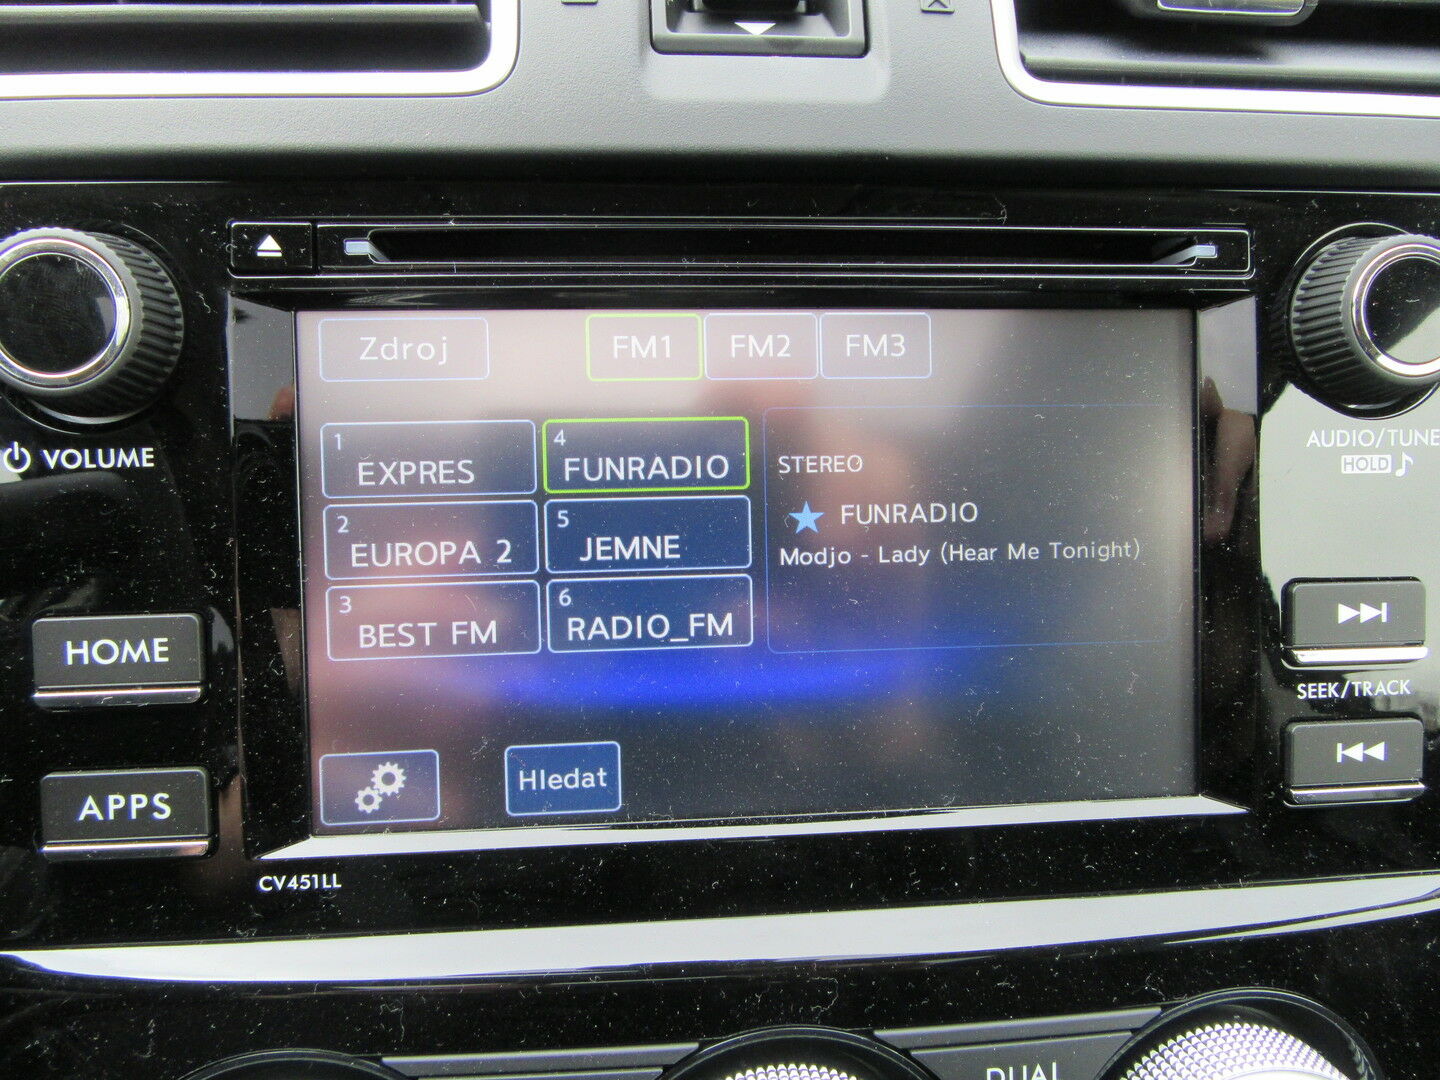 Zdroj
FM1
FM2
FM3
1
EXPRES
4
FUNRADIO
2
EUROPA 2
5
JEMNE
3
BEST FM
6
RADIO_FM
STEREO
FUNRADIO
Modjo - Lady (Hear Me Tonight)
Hledat
VOLUME
HOME
APPS
CV451LL
AUDIO/TUNE
HOLD
SEEK/TRACK
DUAL